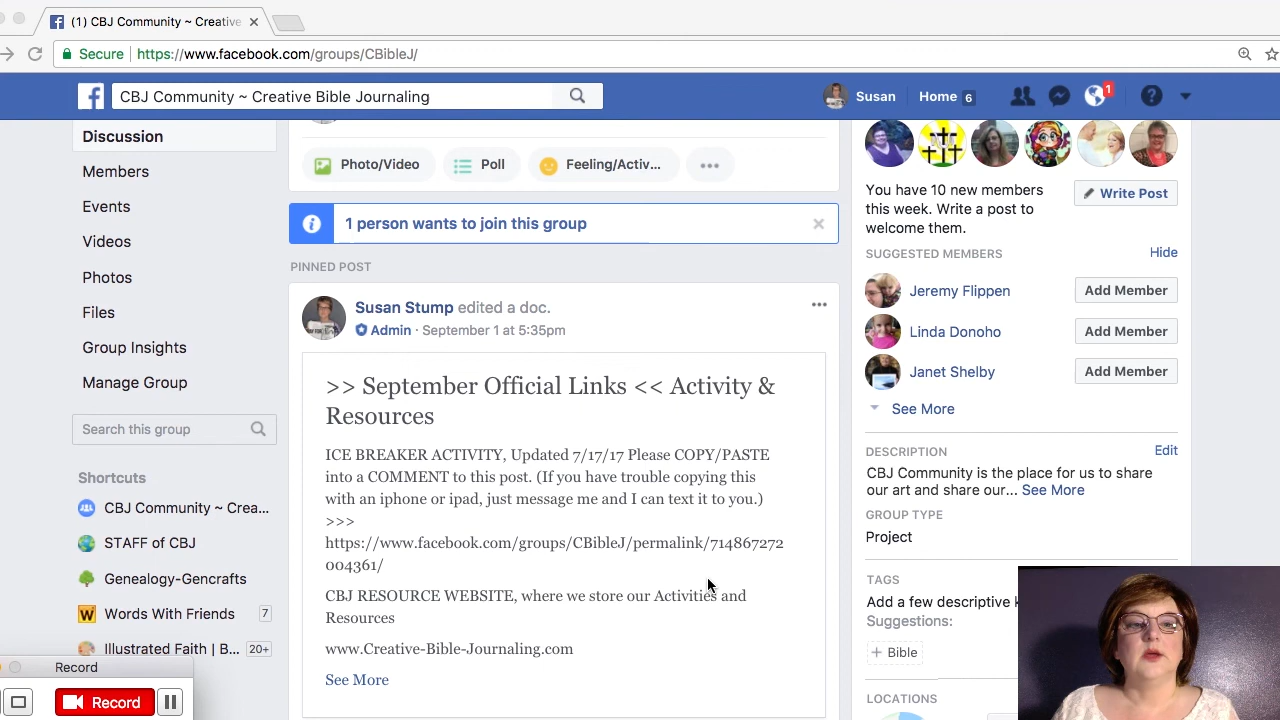 (1) CBJ Community ~ Creative
Secure
https://www.facebook.com/groups/CBibleJ/
CBJ Community ~ Creative Bible Journaling
Susan
Home 6
1
Discussion
Members
Events
Videos
Photos
Files
Group Insights
Manage Group
Search this group
Shortcuts
CBJ Community ~ Crea...
STAFF of CBJ
Genealogy-Gencrafts
Words With Friends 7
Illustrated Faith | B... 20+
Record
Record
Photo/Video
Poll
Feeling/Activ...
1 person wants to join this group
PINNED POST
Susan Stump edited a doc.
Admin · September 1 at 5:35pm
>> September Official Links << Activity &
Resources
ICE BREAKER ACTIVITY, Updated 7/17/17 Please COPY/PASTE
into a COMMENT to this post. (If you have trouble copying this
with an iphone or ipad, just message me and I can text it to you.)
>>>
https://www.facebook.com/groups/CBibleJ/permalink/714867272
004361/
CBJ RESOURCE WEBSITE, where we store our Activities and
Resources
www.Creative-Bible-Journaling.com
See More
You have 10 new members
this week. Write a post to
welcome them.
Write Post
SUGGESTED MEMBERS
Hide
Jeremy Flippen
Add Member
Linda Donoho
Add Member
Janet Shelby
Add Member
See More
DESCRIPTION
Edit
CBJ Community is the place for us to share
our art and share our... See More
GROUP TYPE
Project
TAGS
Add a few descriptive
Suggestions:
+ Bible
LOCATIONS